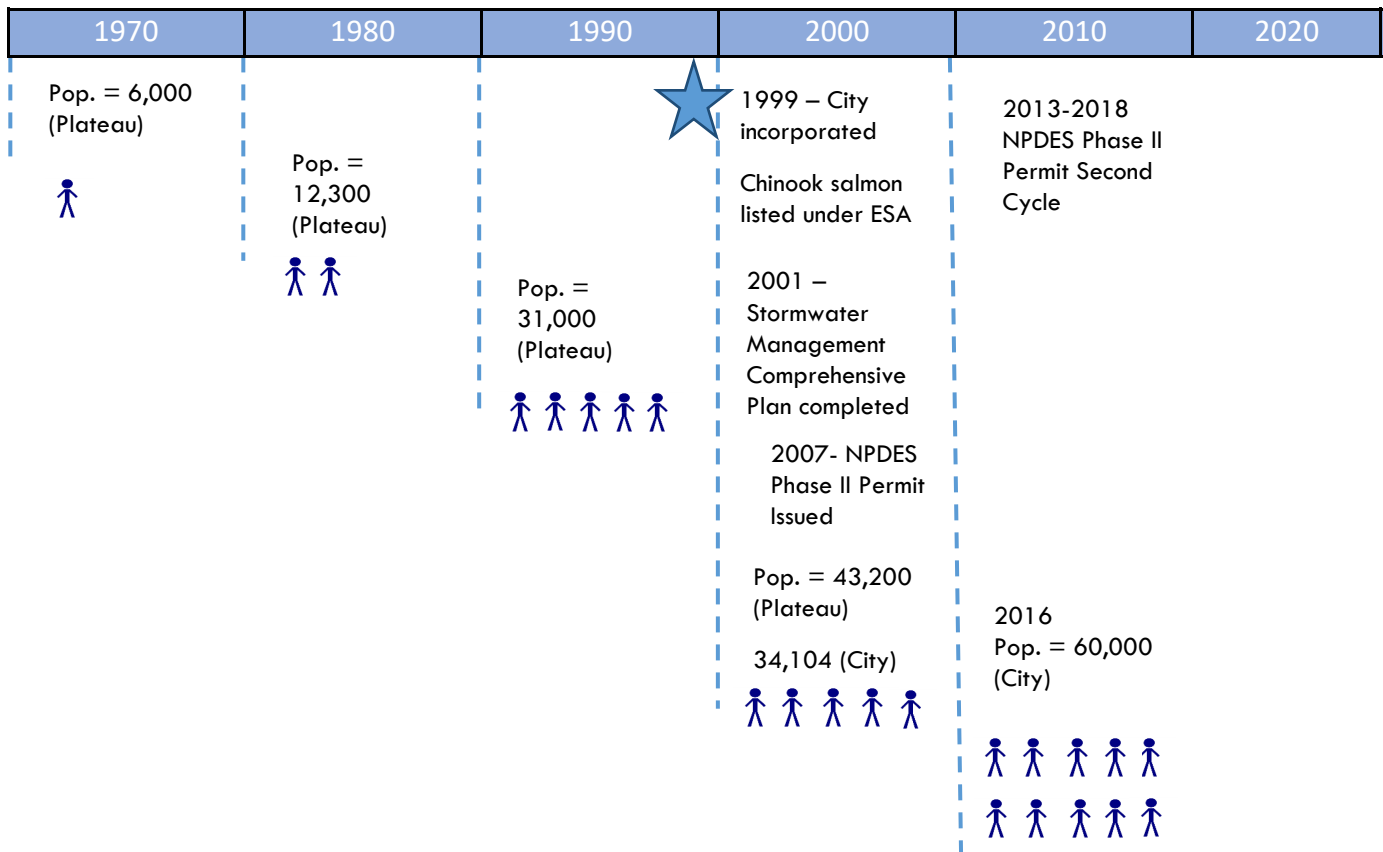 1970
1980
1990
2000
2010
2020
Pop. = 6,000
(Plateau)
Pop. =
12,300
(Plateau)
Pop. =
31,000
(Plateau)
1999 – City
incorporated
Chinook salmon
listed under ESA
2001 –
Stormwater
Management
Comprehensive
Plan completed
2007- NPDES
Phase II Permit
Issued
Pop. = 43,200
(Plateau)
34,104 (City)
2013-2018
NPDES Phase II
Permit Second
Cycle
2016
Pop. = 60,000
(City)